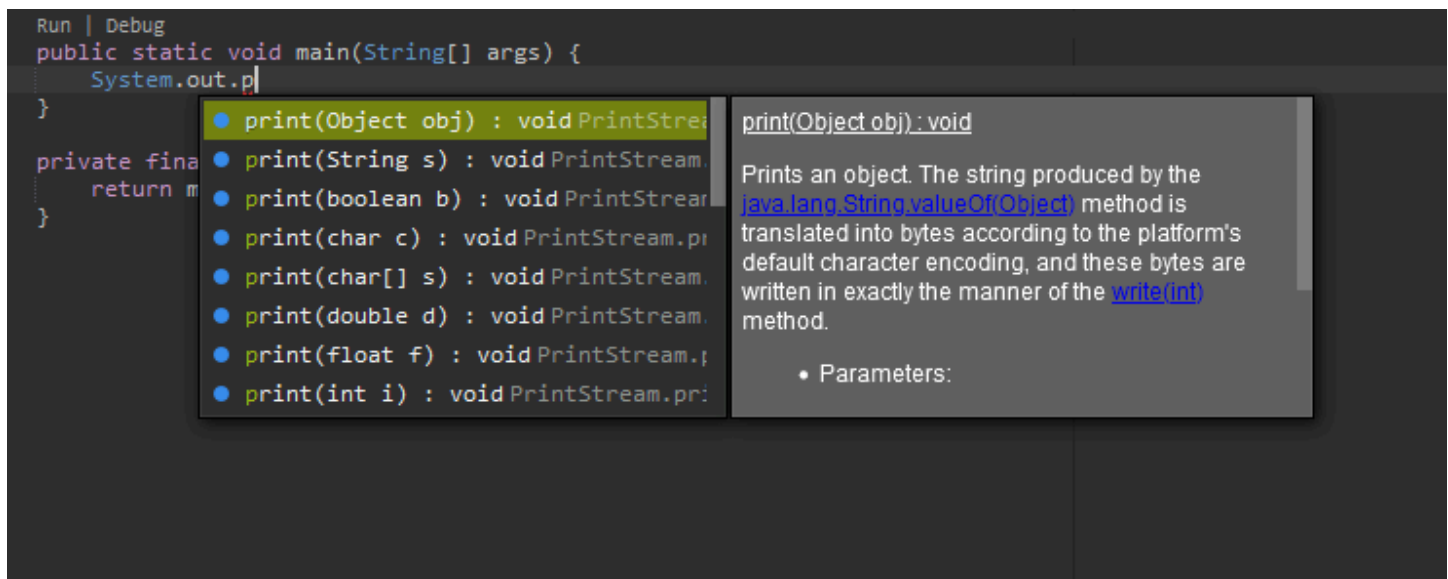 Run | Debug
public static void main(String[] args) {
System.out.p
}
private fina
return m
}
print(Object obj) : void PrintStrea
print(String s) : void PrintStream.
print(boolean b) : void PrintStream
print(char c) : void PrintStream.pr
print(char[] s) : void PrintStream.
print(double d) : void PrintStream.
print(float f) : void PrintStream.p
print(int i) : void PrintStream.pri
print(Object obj) : void
Prints an object. The string produced by the
java.lang.String.valueOf(Object) method is
translated into bytes according to the platform's
default character encoding, and these bytes are
written in exactly the manner of the write(int)
method.
• Parameters: